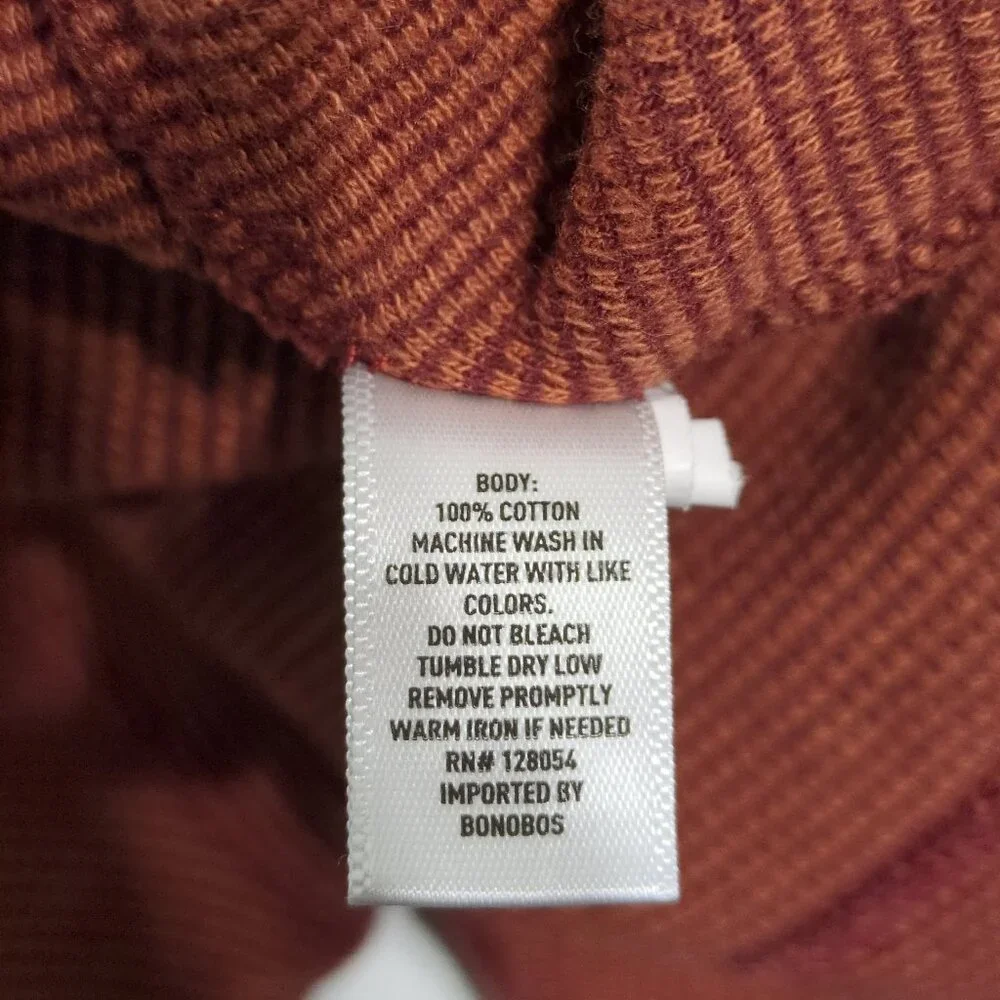 BODY:
100% COTTON
MACHINE WASH IN
COLD WATER WITH LIKE
COLORS.
DO NOT BLEACH
TUMBLE DRY LOW
REMOVE PROMPTLY
WARM IRON IF NEEDED
RN# 128054
IMPORTED BY
BONOBOS